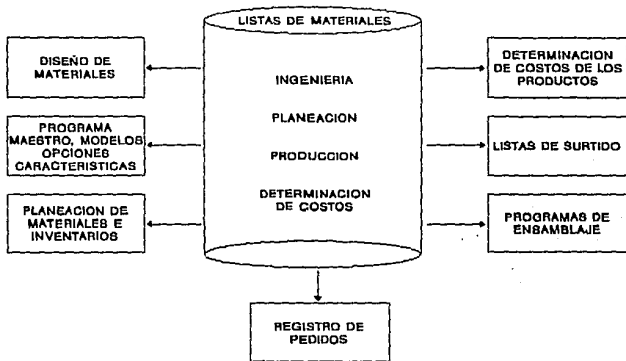 LISTAS DE MATERIALES
INGENIERIA
PLANEACION
PRODUCCION
DETERMINACION
DE COSTOS
DISEÑO DE
MATERIALES
PROGRAMA
MAESTRO, MODELOS
OPCIONES
CARACTERISTICAS
PLANEACION DE
MATERIALES E
INVENTARIOS
DETERMINACION
DE COSTOS DE LOS
PRODUCTOS
LISTAS DE SURTIDO
PROGRAMAS DE
ENSAMBLAJE
REGISTRO DE
PEDIDOS